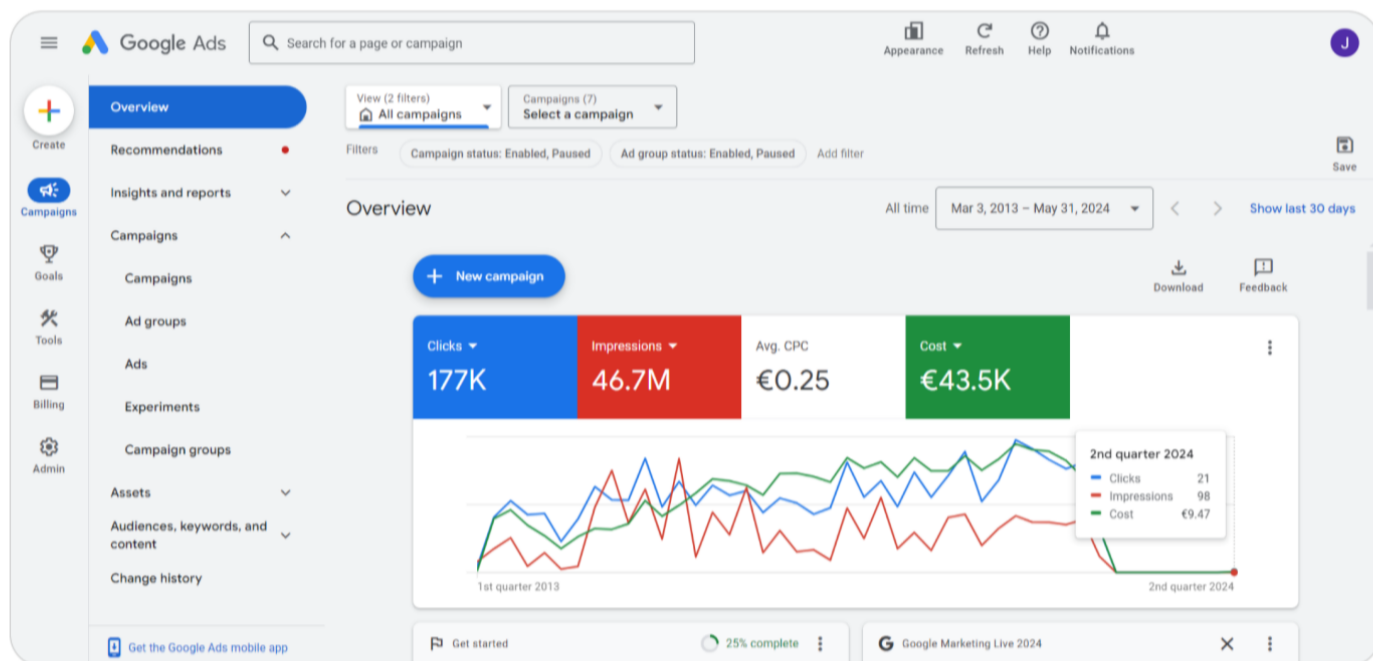 Google Ads
Search for a page or campaign
Appearance
Refresh
Help
Notifications
J
Create
Campaigns
Goals
Tools
Billing
Admin
Overview
Recommendations
Insights and reports
Campaigns
Campaigns
Ad groups
Ads
Experiments
Campaign groups
Assets
Audiences, keywords, and
content
Change history
Get the Google Ads mobile app
View (2 filters)
All campaigns
Campaigns (7)
Select a campaign
Filters
Campaign status: Enabled, Paused
Ad group status: Enabled, Paused
Add filter
Save
Overview
All time
Mar 3, 2013 – May 31, 2024
Show last 30 days
New campaign
Download
Feedback
Clicks
177K
Impressions
46.7M
Avg. CPC
€0.25
Cost
€43.5K
2nd quarter 2024
Clicks 21
Impressions 98
Cost €9.47
1st quarter 2013
2nd quarter 2024
Get started
25% complete
G Google Marketing Live 2024